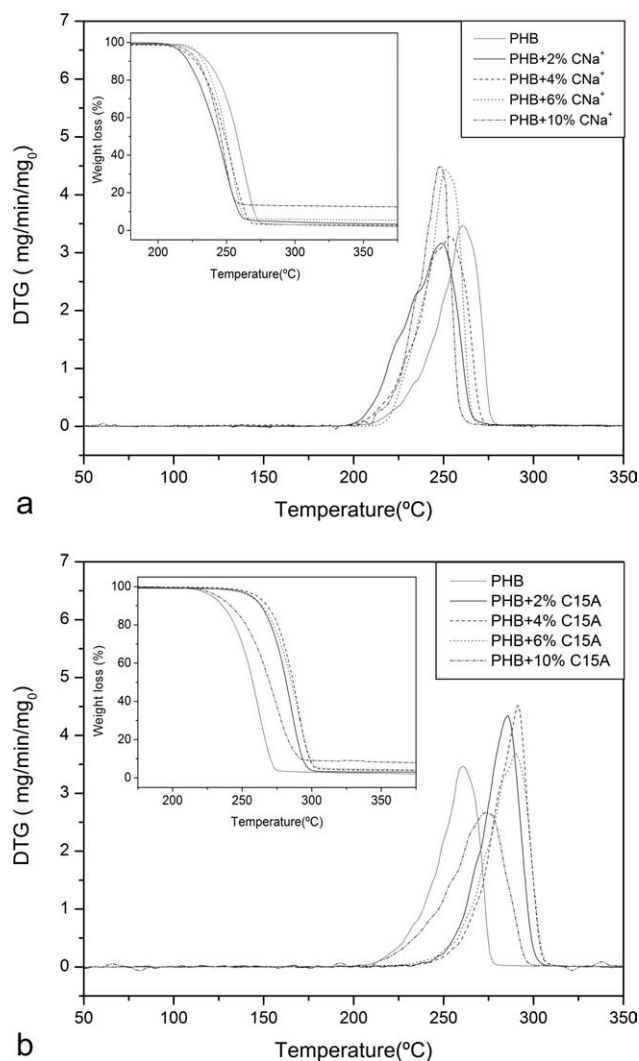 7
6
5
4
3
2
1
0
DTG ( mg/min/mg₀)
50
100
150
200
250
300
350
Temperature(ºC)
100
80
60
40
20
0
Weight loss (%)
200
250
300
350
Temperature(ºC)
PHB
PHB+2% CNa⁺
PHB+4% CNa⁺
PHB+6% CNa⁺
PHB+10% CNa⁺
a
7
6
5
4
3
2
1
0
DTG ( mg/min/mg₀)
50
100
150
200
250
300
350
Temperature(ºC)
100
80
60
40
20
0
Weight loss (%)
200
250
300
350
Temperature(ºC)
PHB
PHB+2% C15A
PHB+4% C15A
PHB+6% C15A
PHB+10% C15A
b